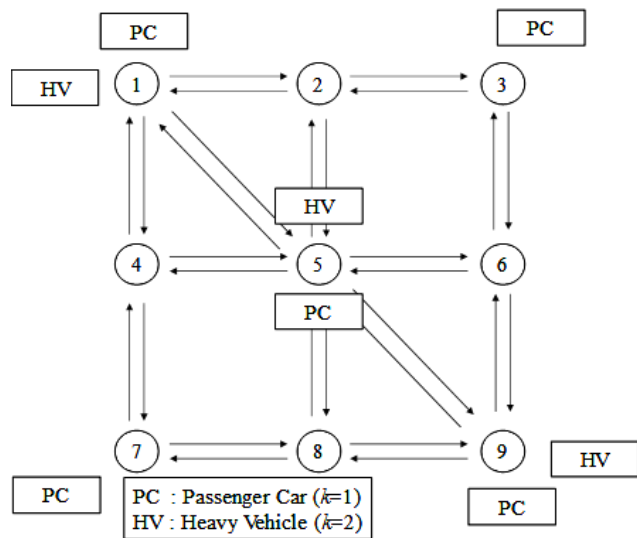 PC
PC
HV
1
2
3
HV
4
5
6
PC
7
8
9
HV
PC
PC : Passenger Car (k=1)
HV : Heavy Vehicle (k=2)
PC